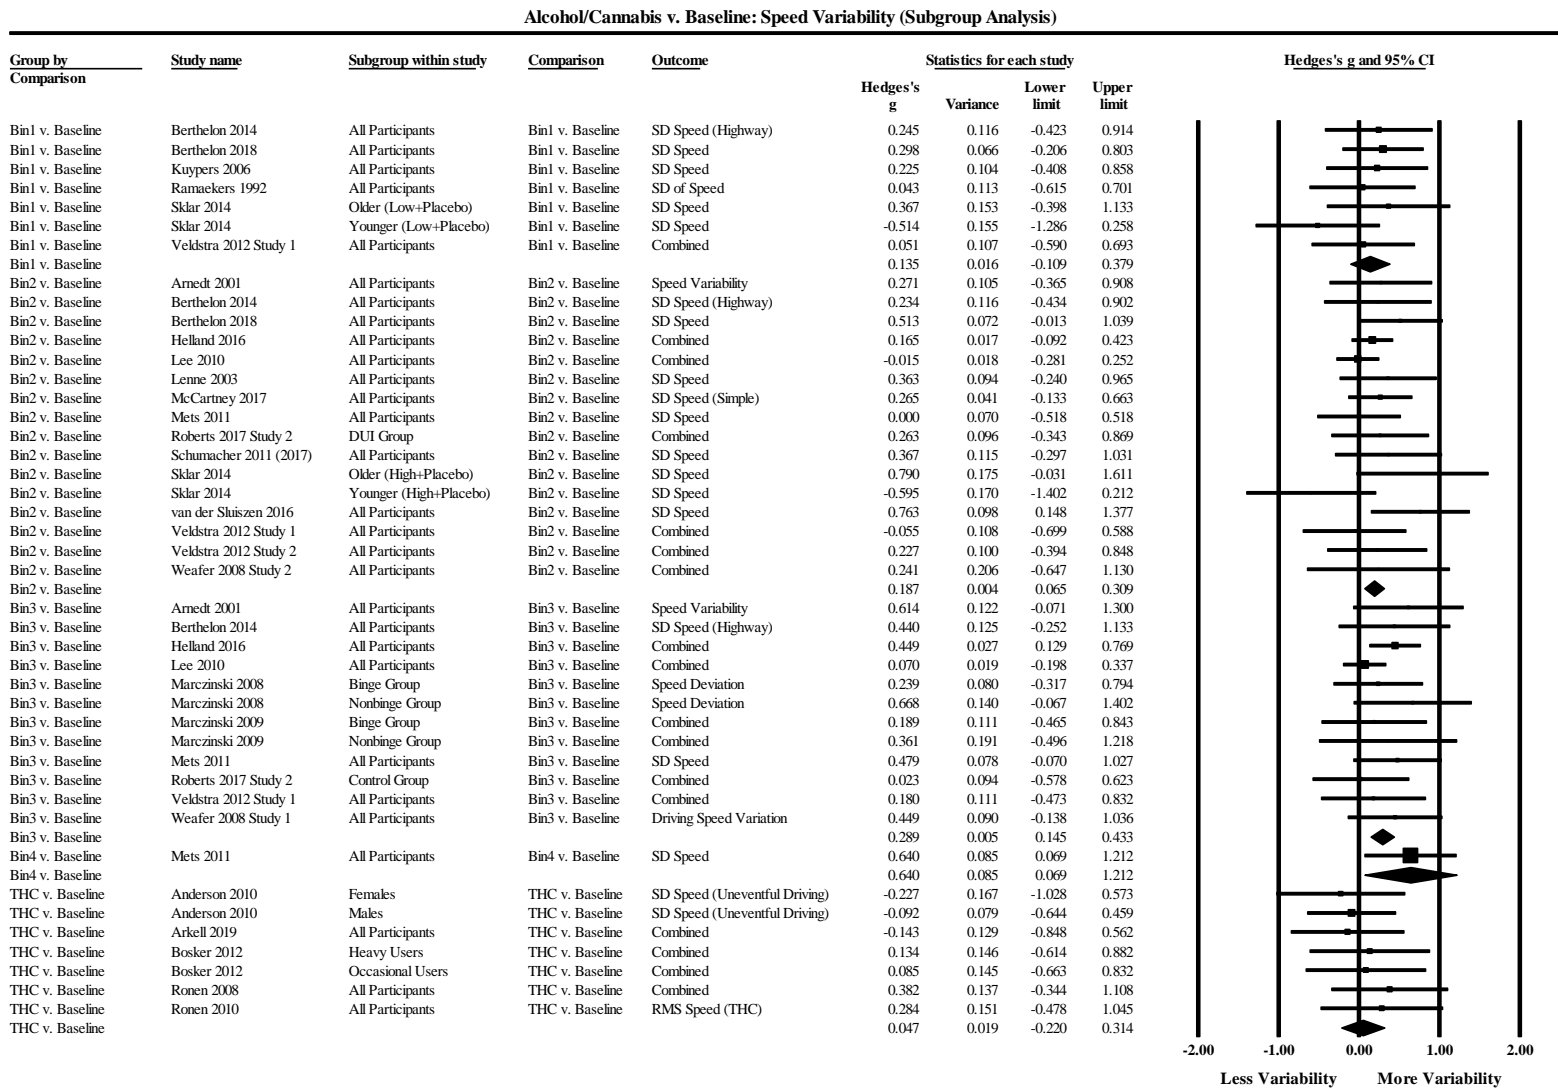 Alcohol/Cannabis v. Baseline: Speed Variability (Subgroup Analysis)
Group by Study name Subgroup within study Comparison Outcome Statistics for each study Hedges's g and 95% CI
Comparison
Hedges's Lower Upper
g Variance limit limit
Bin1 v. Baseline Berthelon 2014 All Participants Bin1 v. Baseline SD Speed (Highway) 0.245 0.116 -0.423 0.914
Bin1 v. Baseline Berthelon 2018 All Participants Bin1 v. Baseline SD Speed 0.298 0.066 -0.206 0.803
Bin1 v. Baseline Kuypers 2006 All Participants Bin1 v. Baseline SD Speed 0.225 0.104 -0.408 0.858
Bin1 v. Baseline Ramaekers 1992 All Participants Bin1 v. Baseline SD of Speed 0.043 0.113 -0.615 0.701
Bin1 v. Baseline Sklar 2014 Older (Low+Placebo) Bin1 v. Baseline SD Speed 0.367 0.153 -0.398 1.133
Bin1 v. Baseline Sklar 2014 Younger (Low+Placebo) Bin1 v. Baseline SD Speed -0.514 0.155 -1.286 0.258
Bin1 v. Baseline Veldstra 2012 Study 1 All Participants Bin1 v. Baseline Combined 0.051 0.107 -0.590 0.693
Bin1 v. Baseline 0.135 0.016 -0.109 0.379
Bin2 v. Baseline Arnedt 2001 All Participants Bin2 v. Baseline Speed Variability 0.271 0.105 -0.365 0.908
Bin2 v. Baseline Berthelon 2014 All Participants Bin2 v. Baseline SD Speed (Highway) 0.234 0.116 -0.434 0.902
Bin2 v. Baseline Berthelon 2018 All Participants Bin2 v. Baseline SD Speed 0.513 0.072 -0.013 1.039
Bin2 v. Baseline Helland 2016 All Participants Bin2 v. Baseline Combined 0.165 0.017 -0.092 0.423
Bin2 v. Baseline Lee 2010 All Participants Bin2 v. Baseline Combined -0.015 0.018 -0.281 0.252
Bin2 v. Baseline Lenne 2003 All Participants Bin2 v. Baseline SD Speed 0.363 0.094 -0.240 0.965
Bin2 v. Baseline McCartney 2017 All Participants Bin2 v. Baseline SD Speed (Simple) 0.265 0.041 -0.133 0.663
Bin2 v. Baseline Mets 2011 All Participants Bin2 v. Baseline SD Speed 0.000 0.070 -0.518 0.518
Bin2 v. Baseline Roberts 2017 Study 2 DUI Group Bin2 v. Baseline Combined 0.263 0.096 -0.343 0.869
Bin2 v. Baseline Schumacher 2011 (2017) All Participants Bin2 v. Baseline SD Speed 0.367 0.115 -0.297 1.031
Bin2 v. Baseline Sklar 2014 Older (High+Placebo) Bin2 v. Baseline SD Speed 0.790 0.175 -0.031 1.611
Bin2 v. Baseline Sklar 2014 Younger (High+Placebo) Bin2 v. Baseline SD Speed -0.595 0.170 -1.402 0.212
Bin2 v. Baseline van der Sluiszen 2016 All Participants Bin2 v. Baseline SD Speed 0.763 0.098 0.148 1.377
Bin2 v. Baseline Veldstra 2012 Study 1 All Participants Bin2 v. Baseline Combined -0.055 0.108 -0.699 0.588
Bin2 v. Baseline Veldstra 2012 Study 2 All Participants Bin2 v. Baseline Combined 0.227 0.100 -0.394 0.848
Bin2 v. Baseline Weafer 2008 Study 2 All Participants Bin2 v. Baseline Combined 0.241 0.206 -0.647 1.130
Bin2 v. Baseline 0.187 0.004 0.065 0.309
Bin3 v. Baseline Arnedt 2001 All Participants Bin3 v. Baseline Speed Variability 0.614 0.122 -0.071 1.300
Bin3 v. Baseline Berthelon 2014 All Participants Bin3 v. Baseline SD Speed (Highway) 0.440 0.125 -0.252 1.133
Bin3 v. Baseline Helland 2016 All Participants Bin3 v. Baseline Combined 0.449 0.027 0.129 0.769
Bin3 v. Baseline Lee 2010 All Participants Bin3 v. Baseline Combined 0.070 0.019 -0.198 0.337
Bin3 v. Baseline Marczinski 2008 Binge Group Bin3 v. Baseline Speed Deviation 0.239 0.080 -0.317 0.794
Bin3 v. Baseline Marczinski 2008 Nonbinge Group Bin3 v. Baseline Speed Deviation 0.668 0.140 -0.067 1.402
Bin3 v. Baseline Marczinski 2009 Binge Group Bin3 v. Baseline Combined 0.189 0.111 -0.465 0.843
Bin3 v. Baseline Marczinski 2009 Nonbinge Group Bin3 v. Baseline Combined 0.361 0.191 -0.496 1.218
Bin3 v. Baseline Mets 2011 All Participants Bin3 v. Baseline SD Speed 0.479 0.078 -0.070 1.027
Bin3 v. Baseline Roberts 2017 Study 2 Control Group Bin3 v. Baseline Combined 0.023 0.094 -0.578 0.623
Bin3 v. Baseline Veldstra 2012 Study 1 All Participants Bin3 v. Baseline Combined 0.180 0.111 -0.473 0.832
Bin3 v. Baseline Weafer 2008 Study 1 All Participants Bin3 v. Baseline Driving Speed Variation 0.449 0.090 -0.138 1.036
Bin3 v. Baseline 0.289 0.005 0.145 0.433
Bin4 v. Baseline Mets 2011 All Participants Bin4 v. Baseline SD Speed 0.640 0.085 0.069 1.212
Bin4 v. Baseline 0.640 0.085 0.069 1.212
THC v. Baseline Anderson 2010 Females THC v. Baseline SD Speed (Uneventful Driving) -0.227 0.167 -1.028 0.573
THC v. Baseline Anderson 2010 Males THC v. Baseline SD Speed (Uneventful Driving) -0.092 0.079 -0.644 0.459
THC v. Baseline Arkell 2019 All Participants THC v. Baseline Combined -0.143 0.129 -0.848 0.562
THC v. Baseline Bosker 2012 Heavy Users THC v. Baseline Combined 0.134 0.146 -0.614 0.882
THC v. Baseline Bosker 2012 Occasional Users THC v. Baseline Combined 0.085 0.145 -0.663 0.832
THC v. Baseline Ronen 2008 All Participants THC v. Baseline Combined 0.382 0.137 -0.344 1.108
THC v. Baseline Ronen 2010 All Participants THC v. Baseline RMS Speed (THC) 0.284 0.151 -0.478 1.045
THC v. Baseline 0.047 0.019 -0.220 0.314
-2.00 -1.00 0.00 1.00 2.00
Less Variability More Variability